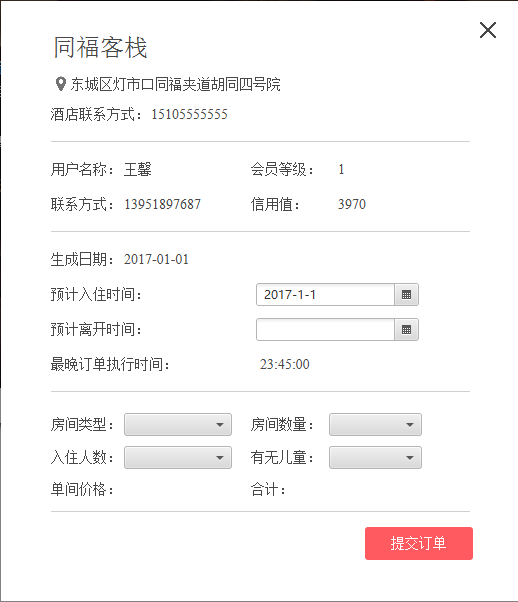 同福客栈
东城区灯市口同福夹道胡同四号院
酒店联系方式：15105555555
用户名称：王馨 会员等级： 1
联系方式：13951897687 信用值： 3970
生成日期：2017-01-01
预计入住时间： 2017-1-1
预计离开时间：
最晚订单执行时间： 23:45:00
房间类型： 房间数量：
入住人数： 有无儿童：
单间价格： 合计：
提交订单